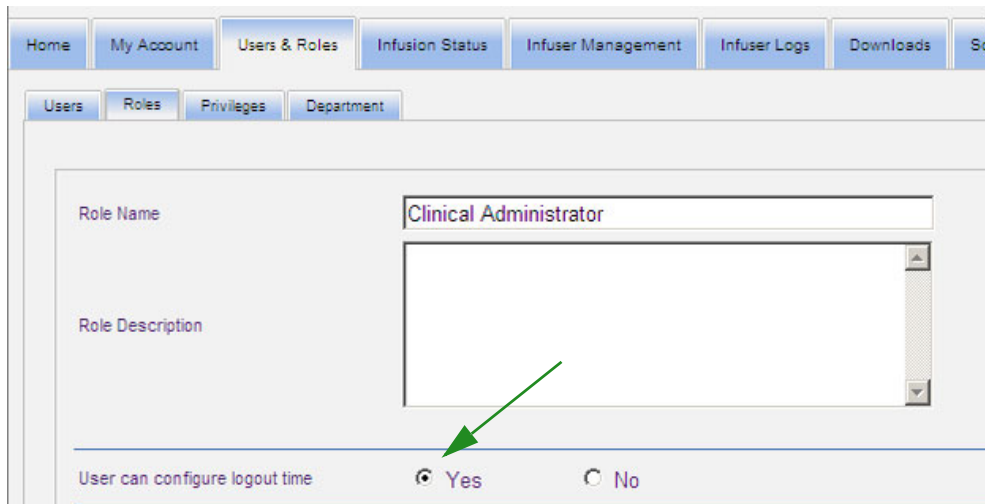 Home My Account Users & Roles Infusion Status Infuser Management Infuser Logs Downloads
Users Roles Privileges Department
Role Name Clinical Administrator
Role Description
User can configure logout time Yes No